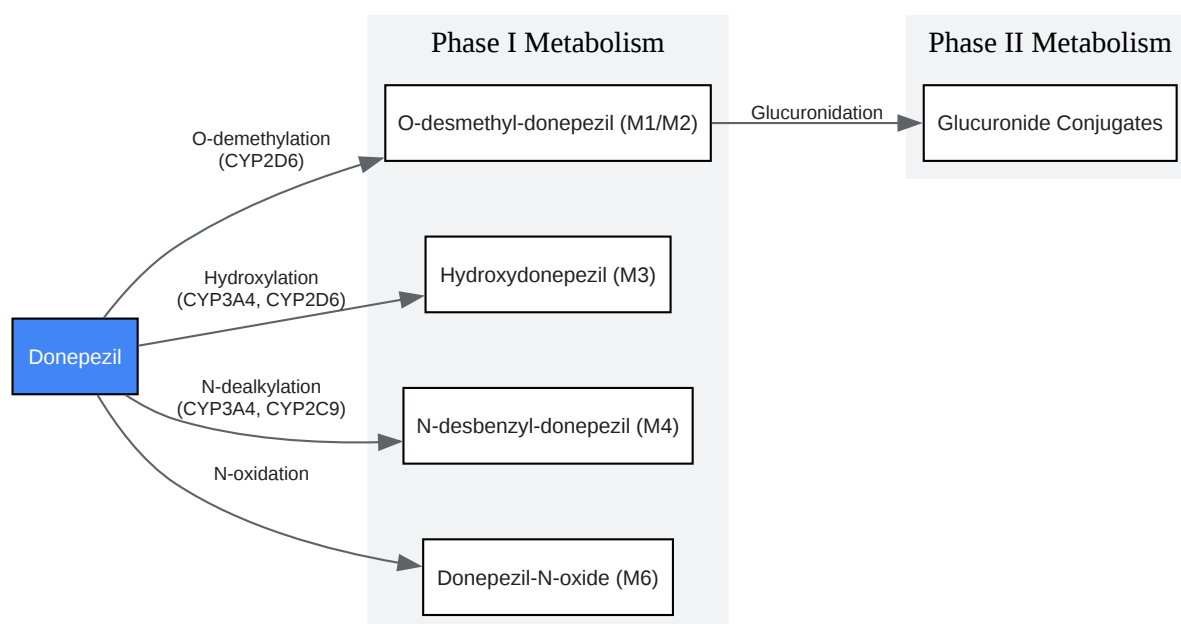 Phase I Metabolism
Phase II Metabolism
O-desmethyl-donepezil (M1/M2)
Glucuronidation
Glucuronide Conjugates
O-demethylation
(CYP2D6)
Hydroxylation
(CYP3A4, CYP2D6)
Hydroxydonepezil (M3)
Donepezil
N-dealkylation
(CYP3A4, CYP2C9)
N-desbenzyl-donepezil (M4)
N-oxidation
Donepezil-N-oxide (M6)